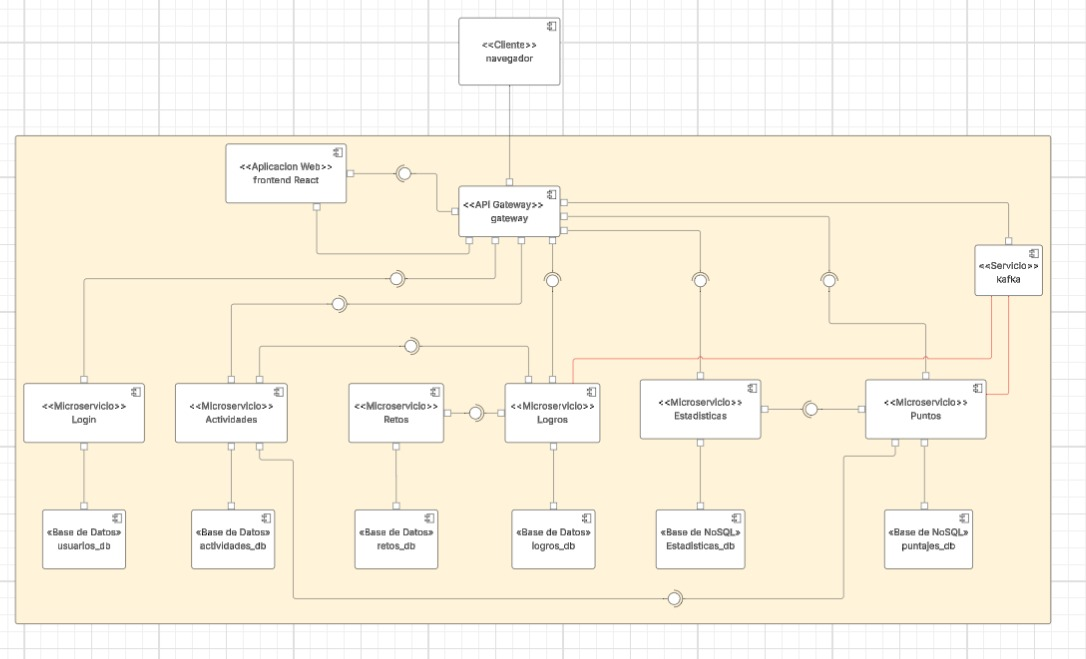 <<Cliente>>
navegador
<<Aplicacion Web>>
frontend React
<<API Gateway>>
gateway
<<Servicio>>
kafka
<<Microservicio>>
Login
<<Microservicio>>
Actividades
<<Microservicio>>
Retos
<<Microservicio>>
Logros
<<Microservicio>>
Estadisticas
<<Microservicio>>
Puntos
«Base de Datos»
usuarios_db
«Base de Datos»
actividades_db
«Base de Datos»
retos_db
«Base de Datos»
logros_db
«Base de NoSQL»
Estadisticas_db
«Base de NoSQL»
puntajes_db